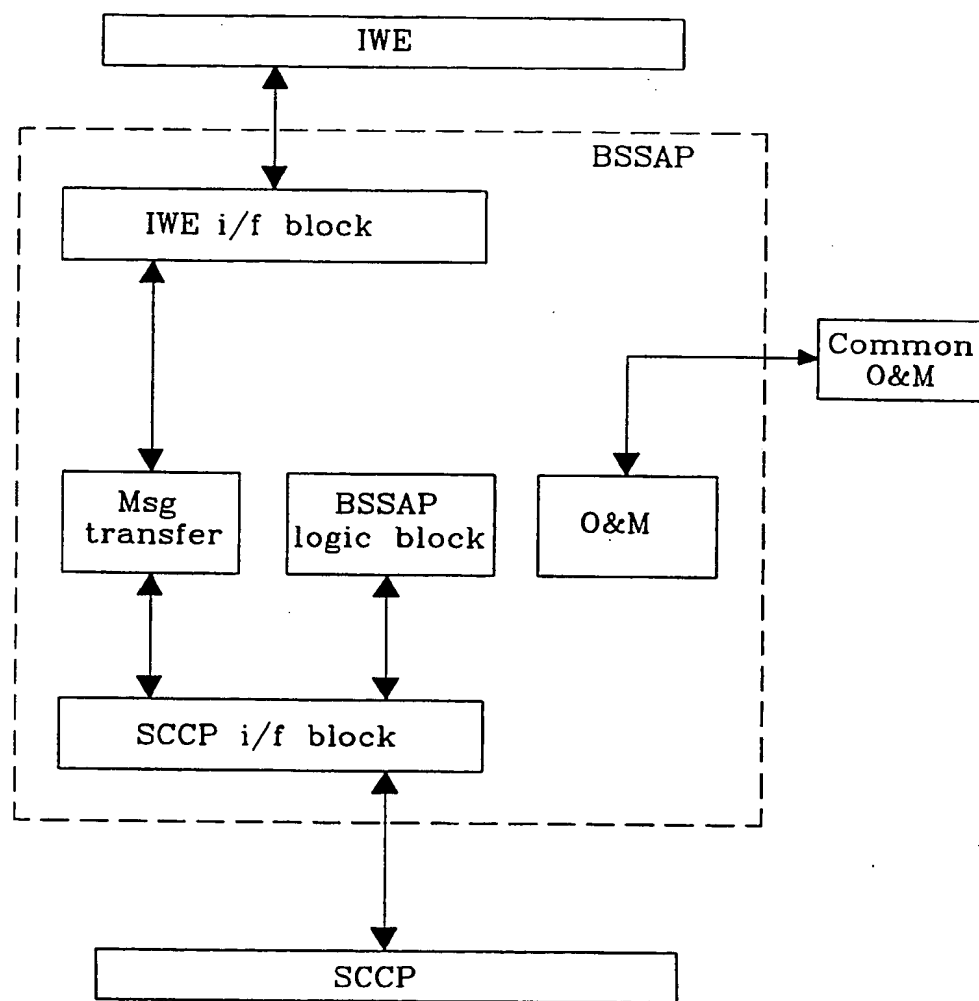 IWE
BSSAP
IWE i/f block
Common
O&M
Msg
transfer
BSSAP
logic block
O&M
SCCP i/f block
SCCP